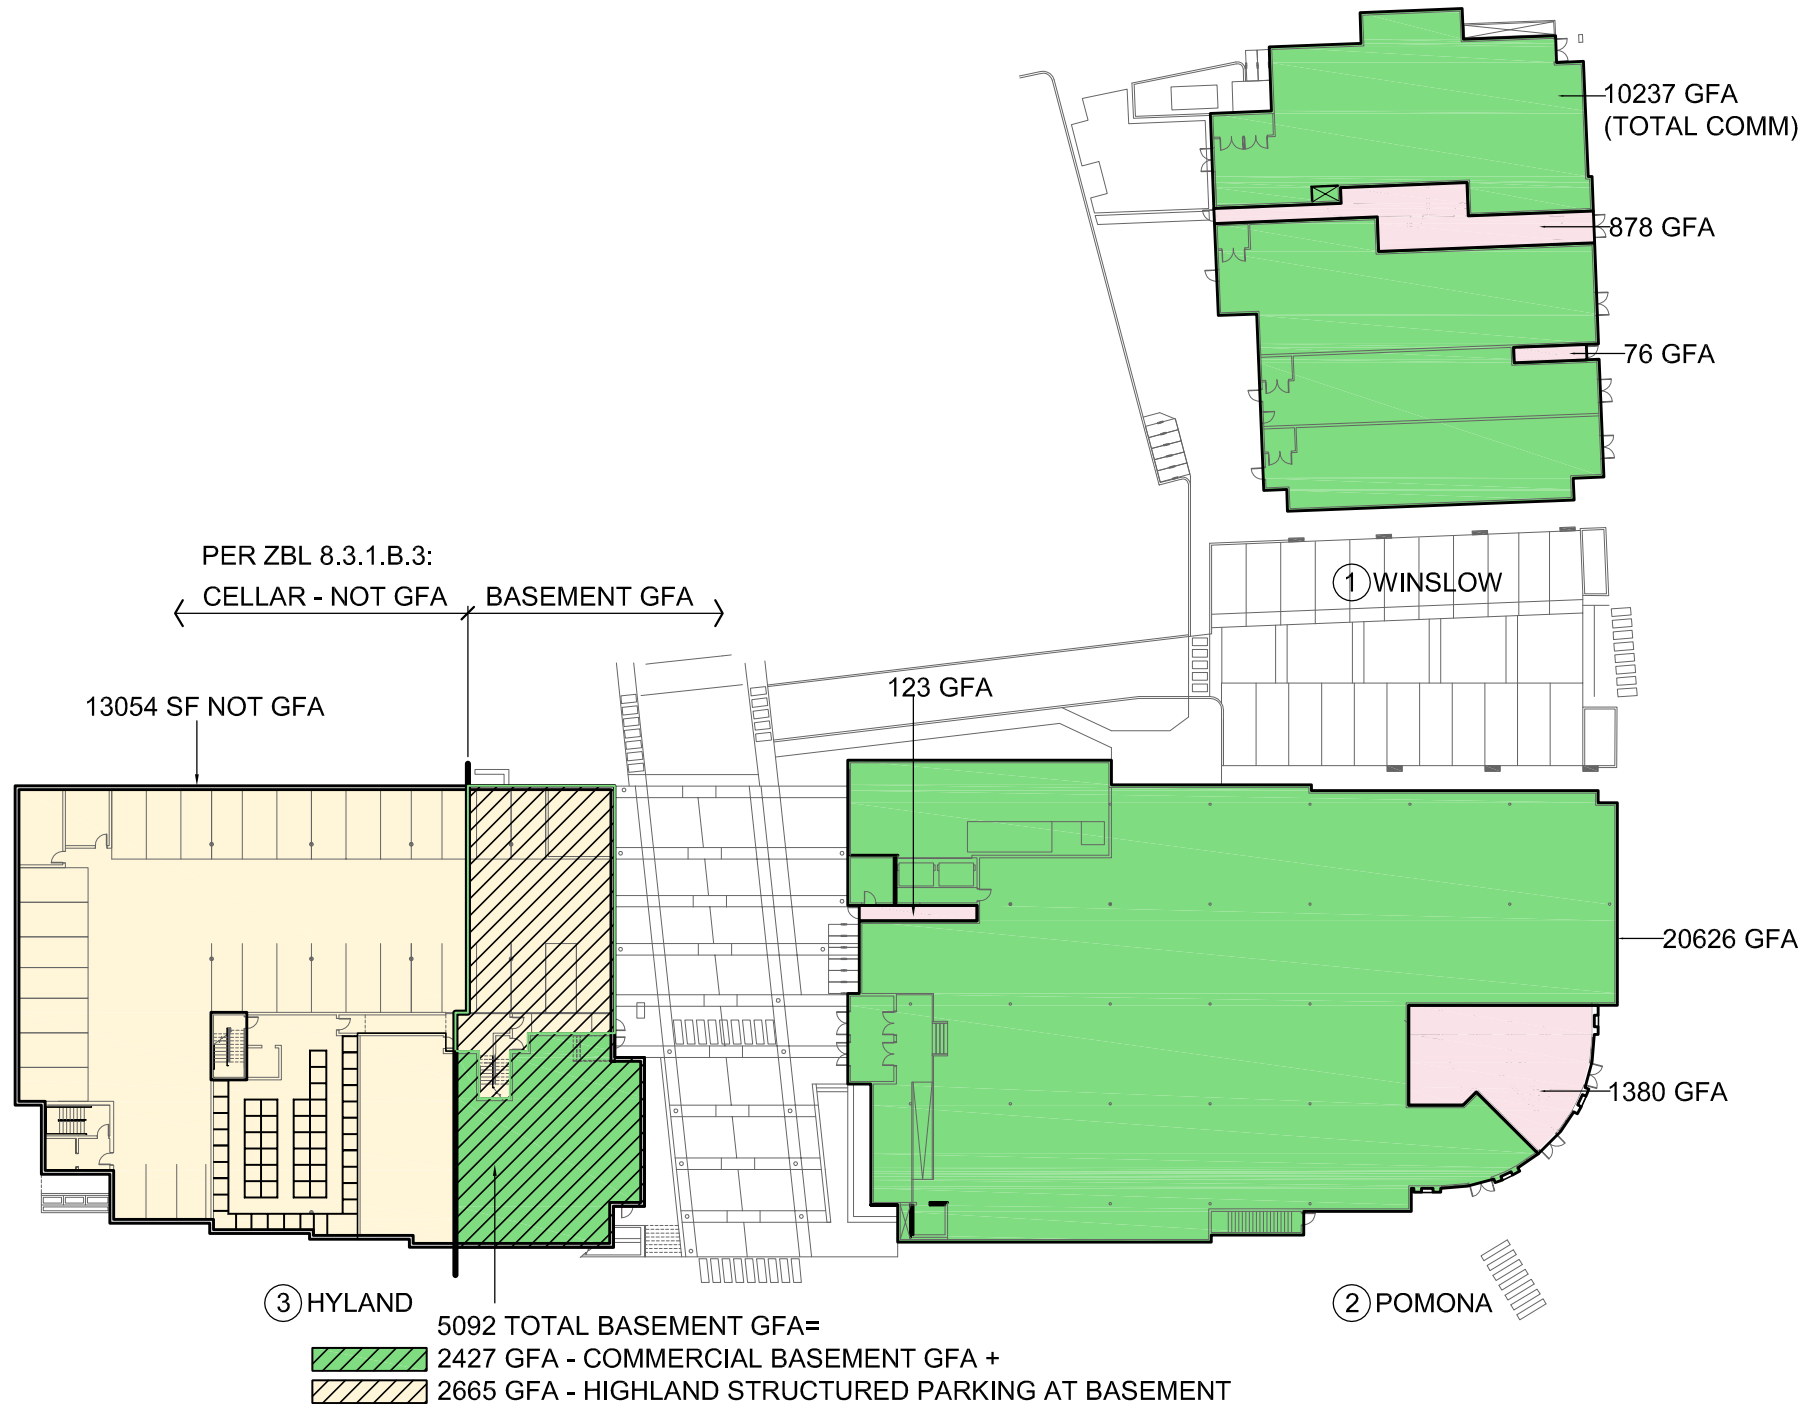 10237 GFA
(TOTAL COMM)
878 GFA
76 GFA
PER ZBL 8.3.1.B.3:
CELLAR - NOT GFA
BASEMENT GFA
1 WINSLOW
13054 SF NOT GFA
123 GFA
20626 GFA
1380 GFA
3 HYLAND
2 POMONA
5092 TOTAL BASEMENT GFA=
2427 GFA - COMMERCIAL BASEMENT GFA +
2665 GFA - HIGHLAND STRUCTURED PARKING AT BASEMENT